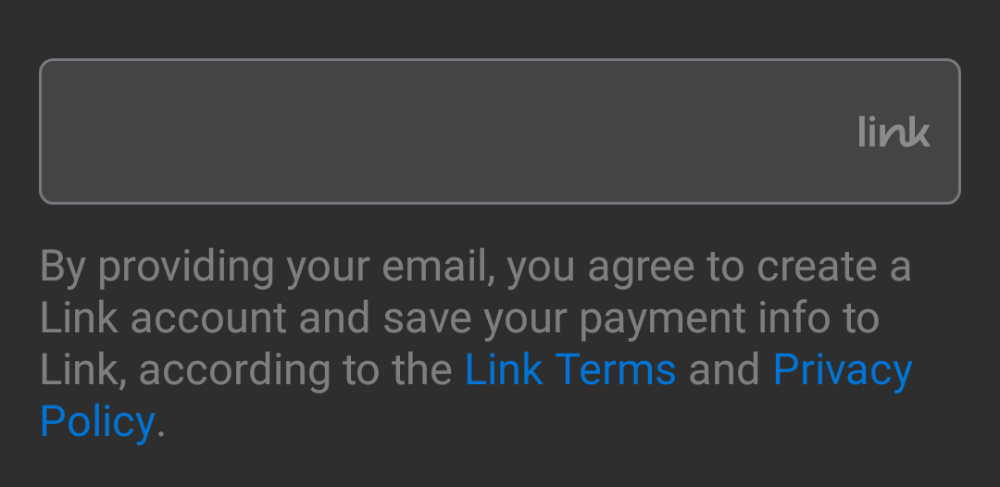 link
By providing your email, you agree to create a
Link account and save your payment info to
Link, according to the Link Terms and Privacy
Policy.